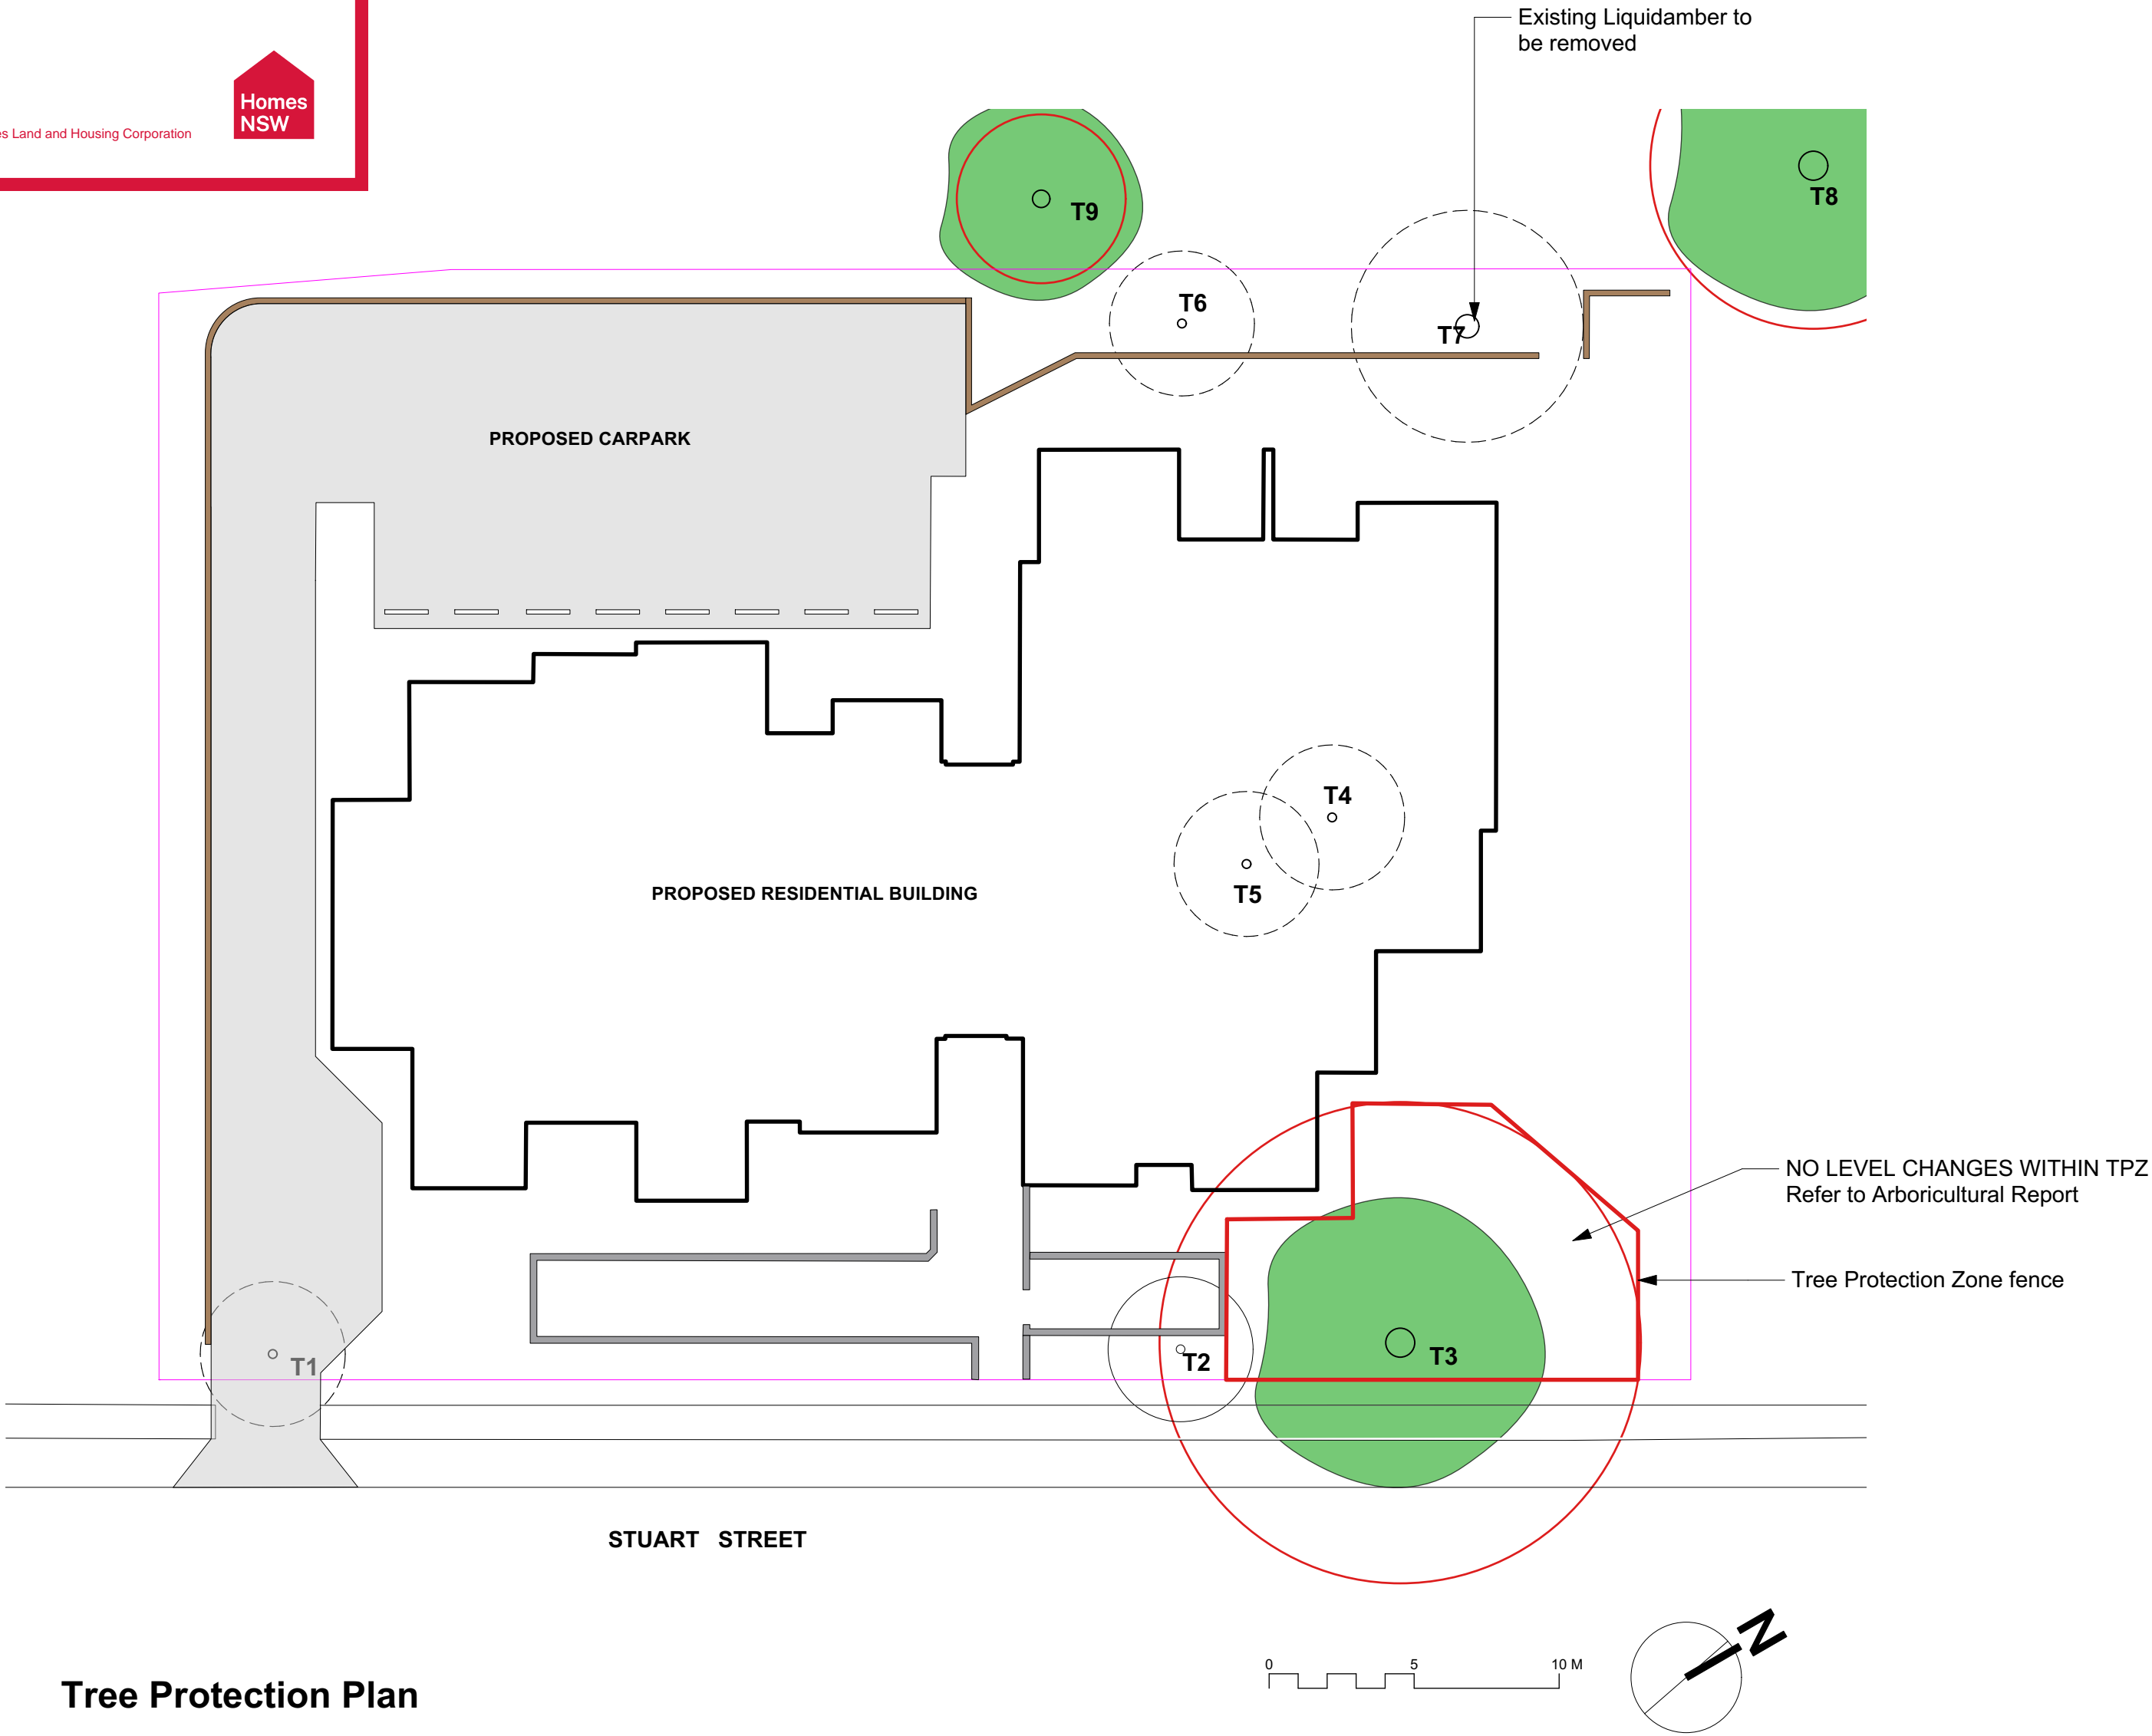 Existing Liquidamber to
be removed
Homes
NSW
es Land and Housing Corporation
T9
T8
T6
T7
PROPOSED CARPARK
T4
T5
PROPOSED RESIDENTIAL BUILDING
NO LEVEL CHANGES WITHIN TPZ
Refer to Arboricultural Report
Tree Protection Zone fence
T1
T2
T3
STUART STREET
0 5 10 M
N
Tree Protection Plan